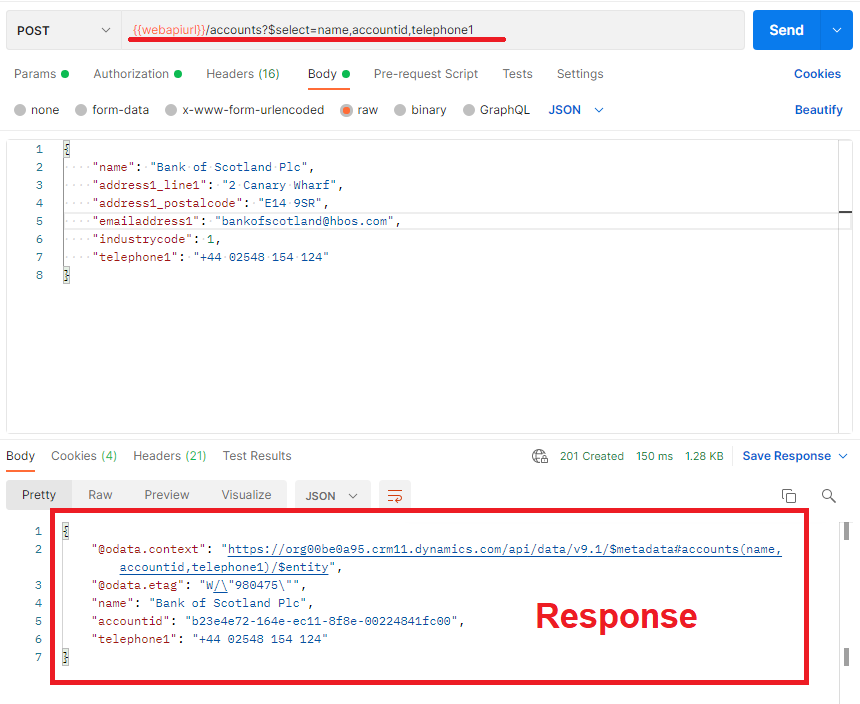 POST {{webapiurl}}/accounts?$select=name,accountid,telephone1 Send
Params Authorization Headers (16) Body Pre-request Script Tests Settings Cookies
none form-data x-www-form-urlencoded raw binary GraphQL JSON Beautify
1 {
2 ····"name":·"Bank·of·Scotland·Plc",
3 ····"address1_line1":·"2·Canary·Wharf",
4 ····"address1_postalcode":·"E14·9SR",
5 ····"emailaddress1":·"bankofscotland@hbos.com",
6 ····"industrycode":·1,
7 ····"telephone1":·"+44·02548·154·124"
8 }
Body Cookies (4) Headers (21) Test Results 201 Created 150 ms 1.28 KB Save Response
Pretty Raw Preview Visualize JSON
1 {
2 "@odata.context": "https://org00be0a95.crm11.dynamics.com/api/data/v9.1/$metadata#accounts(name,
accountid,telephone1)/$entity",
3 "@odata.etag": "W/\"980475\"",
4 "name": "Bank of Scotland Plc",
5 "accountid": "b23e4e72-164e-ec11-8f8e-00224841fc00",
6 "telephone1": "+44 02548 154 124"
7 }
Response